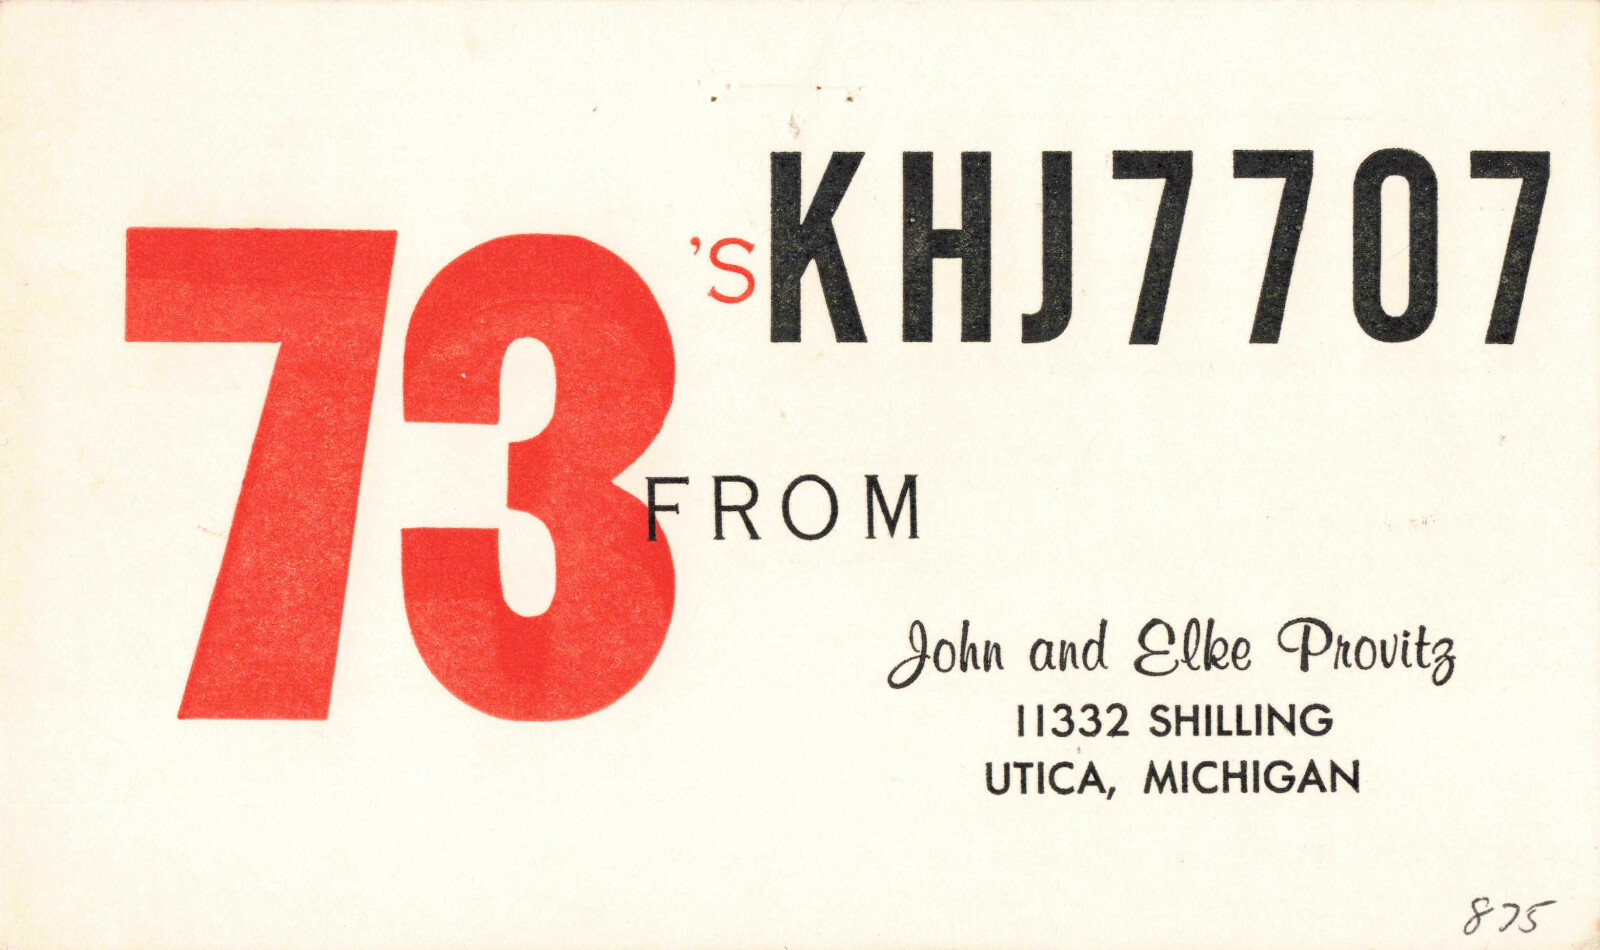 73's KHJ7707
FROM
John and Elke Provitz
11332 SHILLING
UTICA, MICHIGAN
875